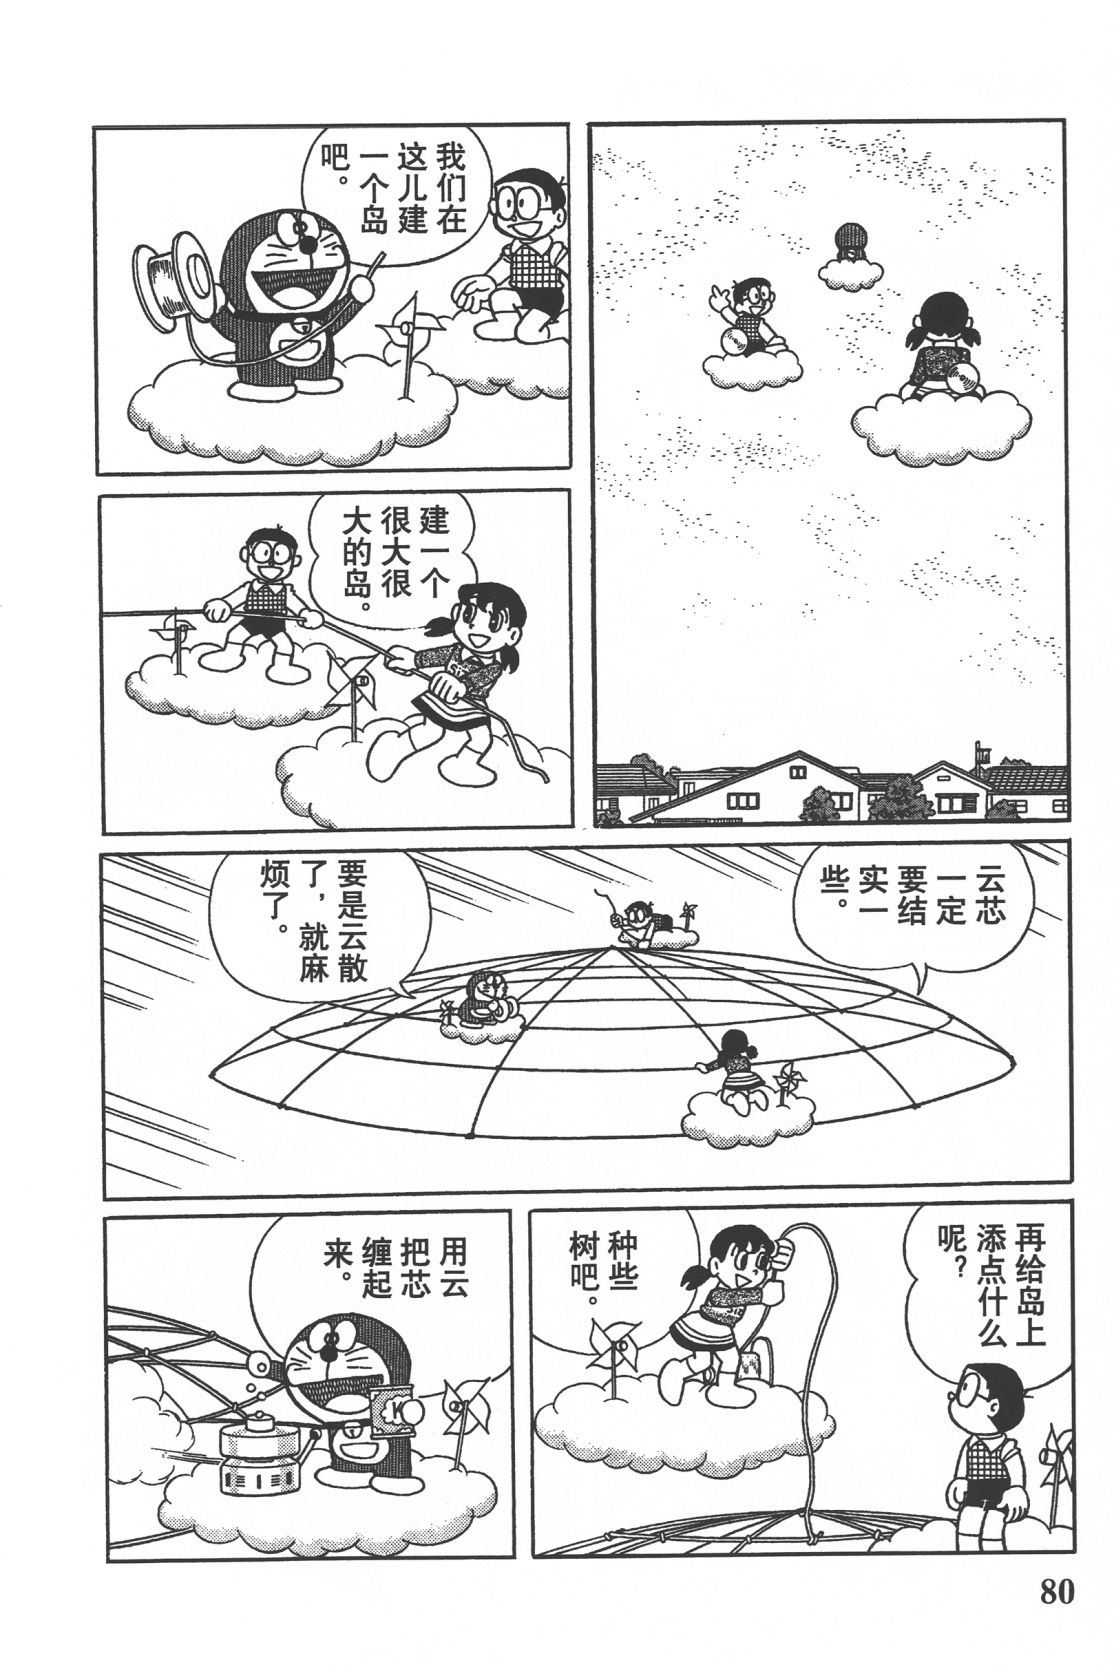 我们在
这儿建
一个岛
吧。
建一个
很大很
大的岛。
云芯
一定
要结
实一
些。
要是云散
了，就麻
烦了。
再给岛上
添点什么
呢？
种些
树吧。
用云
把芯
缠起
来。
K
80